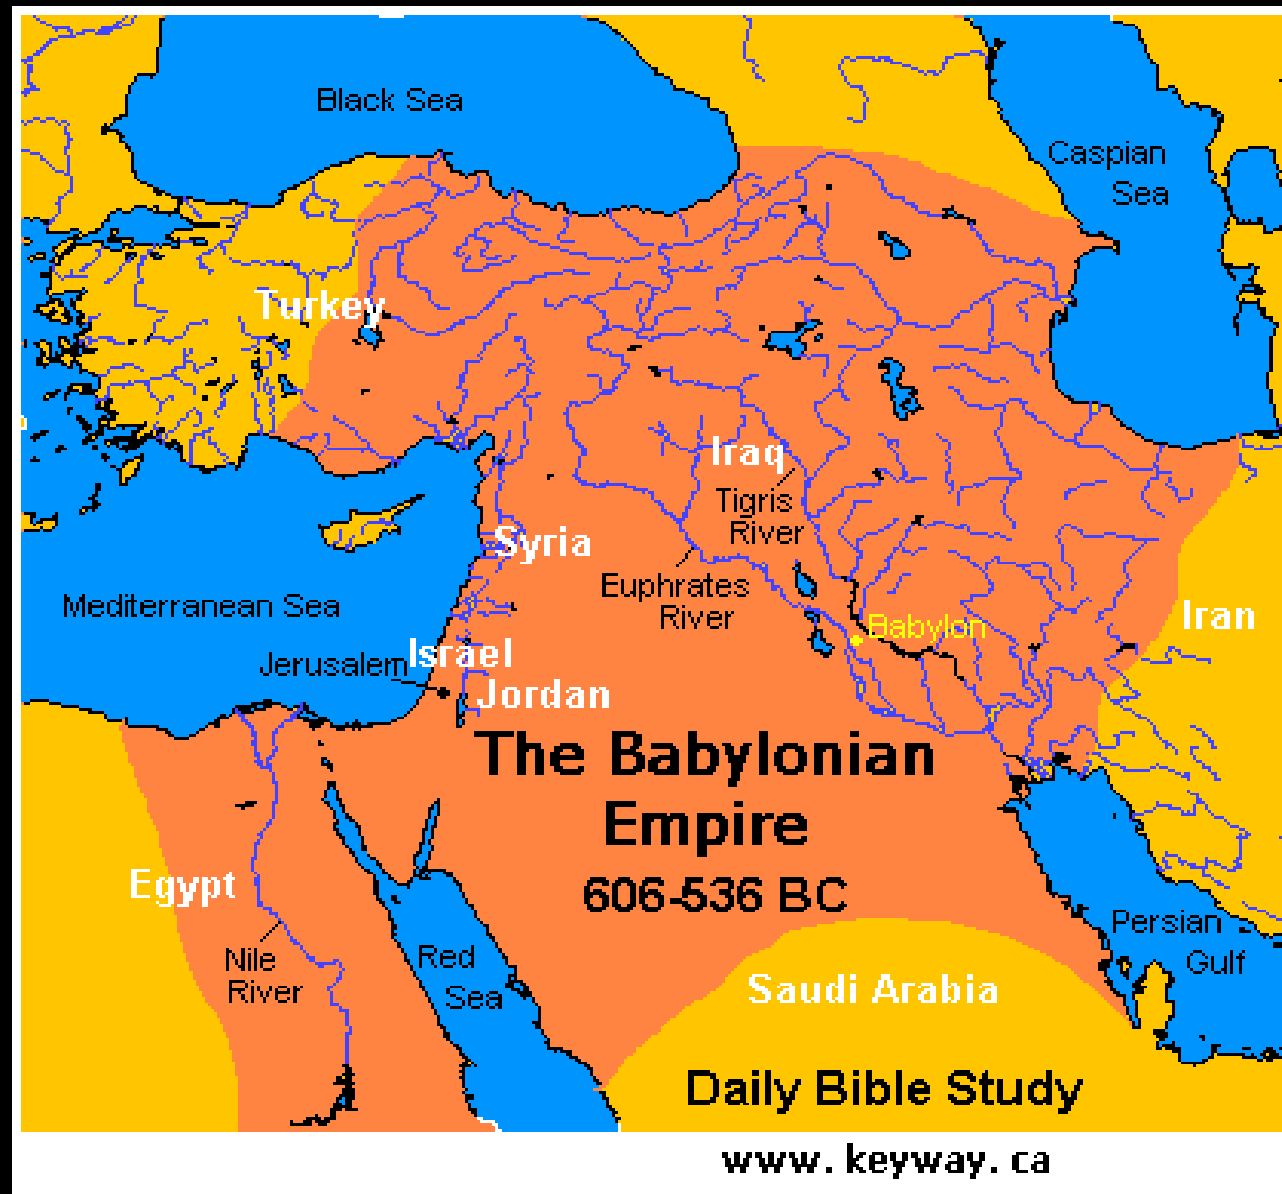 Black Sea
Caspian
Sea
Turkey
Iraq
Tigris
River
Syria
Euphrates
River
Mediterranean Sea
Iran
Babylon
Israel
Jerusalem
Jordan
The Babylonian
Empire
606-536 BC
Egypt
Nile
River
Red
Sea
Persian
Gulf
Saudi Arabia
Daily Bible Study
www.keyway.ca